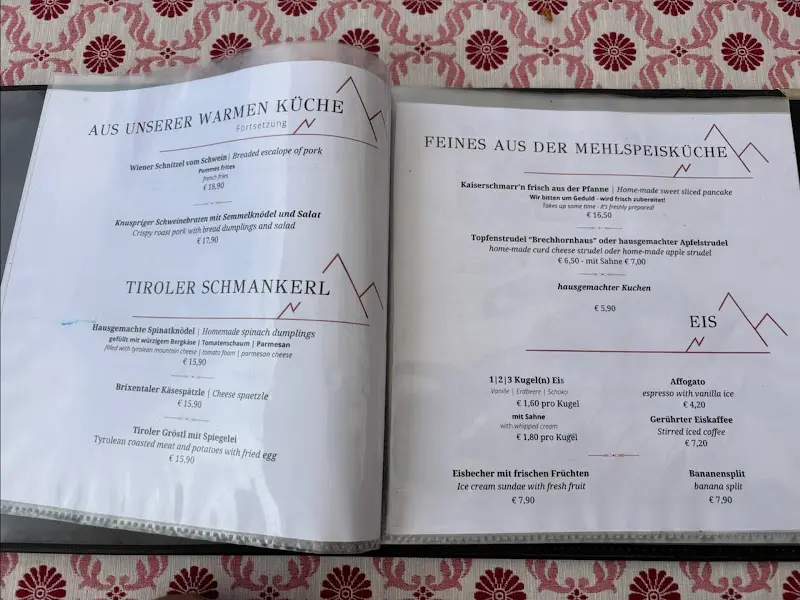 AUS UNSERER WARMEN KÜCHE
Fortsetzung
Wiener Schnitzel vom Schwein | Breaded escalope of pork
Pommes frites
french fries
€ 18,90
Knuspriger Schweinebraten mit Semmelknödel und Salat
Crispy roast pork with bread dumplings and salad
€ 17,90
TIROLER SCHMANKERL
Hausgemachte Spinatknödel | Homemade spinach dumplings
gefüllt mit würzigem Bergkäse | Tomatenschaum | Parmesan
filled with tyrolean mountain cheese | tomato foam | parmesan cheese
€ 15,90
Brixentaler Käsespätzle | Cheese spaetzle
€ 15,90
Tiroler Gröstl mit Spiegelei
Tyrolean roasted meat and potatoes with fried egg
€ 15,90
FEINES AUS DER MEHLSPEISKÜCHE
Kaiserschmarr'n frisch aus der Pfanne | Home-made sweet sliced pancake
Wir bitten um Geduld - wird frisch zubereitet!
Takes up some time - it's freshly prepared!
€ 16,50
Topfenstrudel "Brechhornhaus" oder hausgemachter Apfelstrudel
home-made curd cheese strudel oder home-made apple strudel
€ 6,50 - mit Sahne € 7,00
hausgemachter Kuchen
€ 5,90
EIS
1|2|3 Kugel(n) Eis
Vanille | Erdbeere | Schoko
€ 1,60 pro Kugel
mit Sahne
with whipped cream
€ 1,80 pro Kugel
Affogato
espresso with vanilla ice
€ 4,20
Gerührter Eiskaffee
Stirred iced coffee
€ 7,20
Eisbecher mit frischen Früchten
Ice cream sundae with fresh fruit
€ 7,90
Bananensplit
banana split
€ 7,90